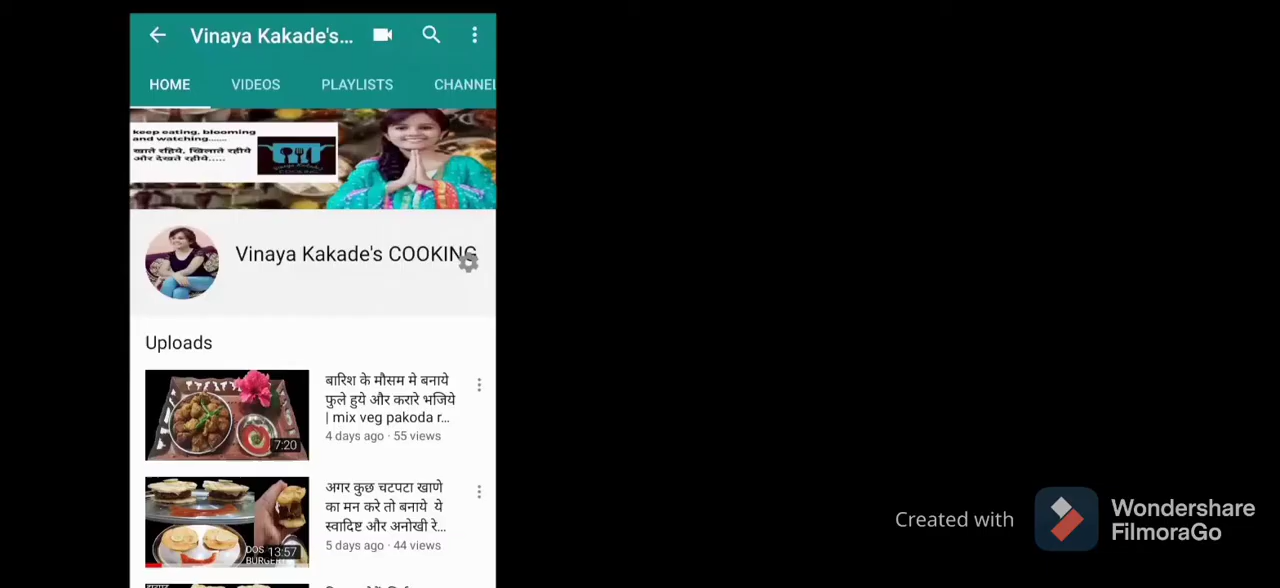 Vinaya Kakade's...
HOME VIDEOS PLAYLISTS CHANNEL
keep eating, blooming
and watching......
खाते रहिये, खिलाते रहीये
और देखते रहीये.....
Vinaya Kakade's COOKING
Uploads
बारिश के मौसम मे बनाये
फुले हुये और करारे भजिये
| mix veg pakoda r...
4 days ago · 55 views
7:20
अगर कुछ चटपटा खाणे
का मन करे तो बनाये ये
स्वादिष्ट और अनोखी रे...
5 days ago · 44 views
DOS
BURGER
13:57
Created with
Wondershare
FilmoraGo